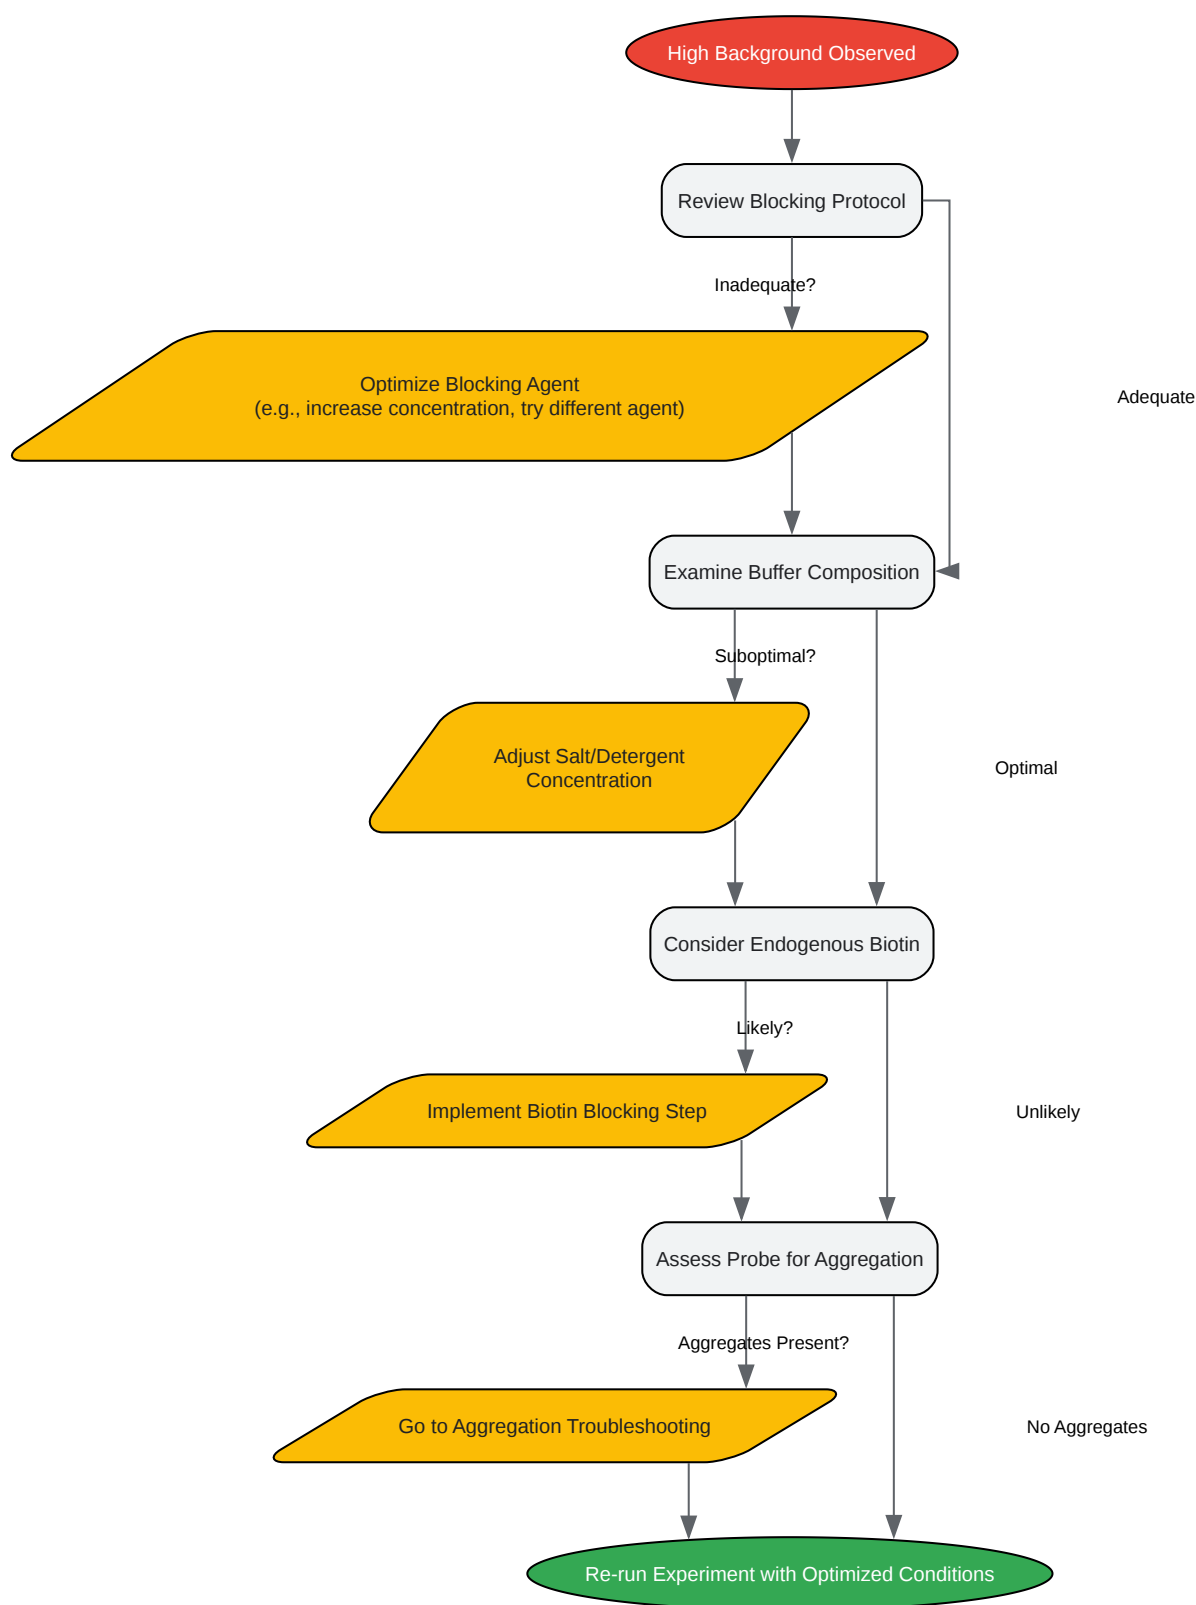 High Background Observed
Review Blocking Protocol
Inadequate?
Optimize Blocking Agent
(e.g., increase concentration, try different agent)
Adequate
Examine Buffer Composition
Suboptimal?
Adjust Salt/Detergent
Concentration
Optimal
Consider Endogenous Biotin
Likely?
Implement Biotin Blocking Step
Unlikely
Assess Probe for Aggregation
Aggregates Present?
Go to Aggregation Troubleshooting
No Aggregates
Re-run Experiment with Optimized Conditions